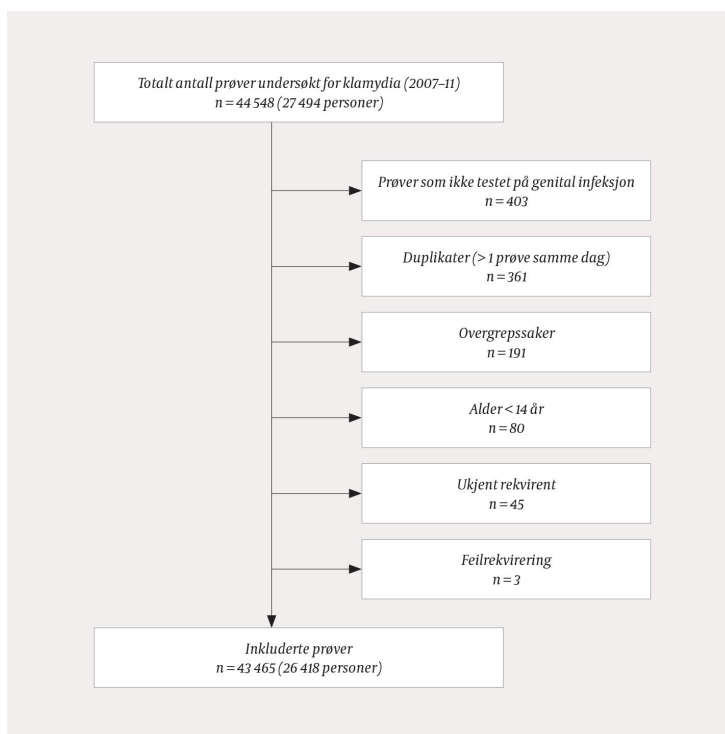 Totalt antall prøver undersøkt for klamydia (2007–11)
n = 44 548 (27 494 personer)
Prøver som ikke testet på genital infeksjon
n = 403
Duplikater (> 1 prøve samme dag)
n = 361
Overgrepssaker
n = 191
Alder < 14 år
n = 80
Ukjent rekvirent
n = 45
Feilrekvirering
n = 3
Inkluderte prøver
n = 43 465 (26 418 personer)